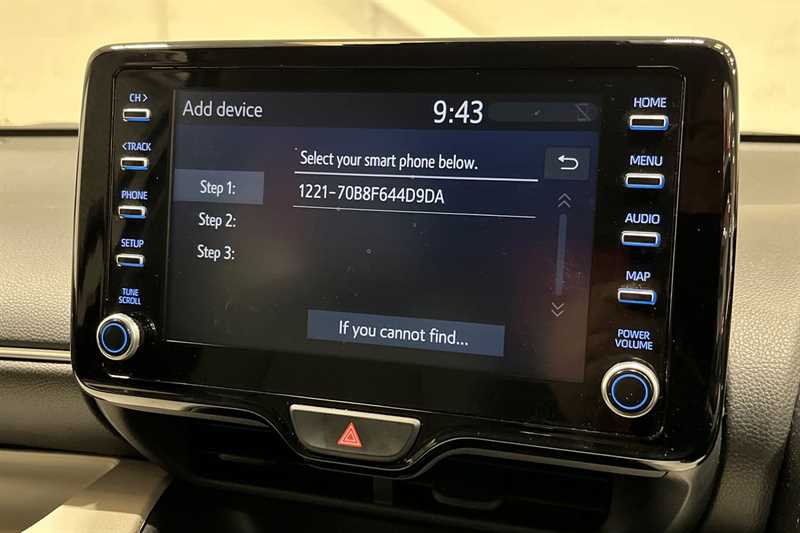 CH >
< TRACK
PHONE
SETUP
TUNE
SCROLL
Add device
9:43
Select your smart phone below.
Step 1:
1221-70B8F644D9DA
Step 2:
Step 3:
If you cannot find...
HOME
MENU
AUDIO
MAP
POWER
VOLUME